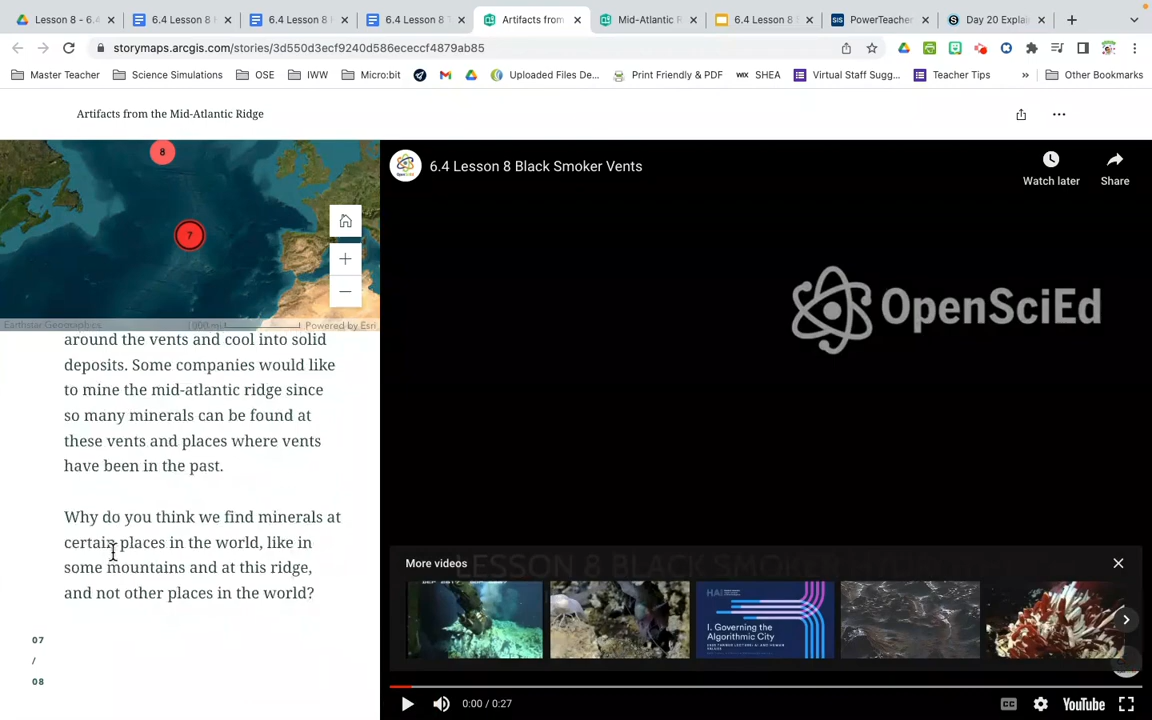 Lesson 8 - 6.4
6.4 Lesson 8
6.4 Lesson 8
6.4 Lesson 8
Artifacts from
Mid-Atlantic R
6.4 Lesson 8
PowerTeacher
Day 20 Explai
storymaps.arcgis.com/stories/3d550d3ecf9240d586ececcf4879ab85
Master Teacher
Science Simulations
OSE
IWW
Micro:bit
Uploaded Files De...
Print Friendly & PDF
WIX SHEA
Virtual Staff Sugg...
Teacher Tips
»
Other Bookmarks
Artifacts from the Mid-Atlantic Ridge
8
7
Earthstar Geographics
Powered by Esri
around the vents and cool into solid
deposits. Some companies would like
to mine the mid-atlantic ridge since
so many minerals can be found at
these vents and places where vents
have been in the past.
Why do you think we find minerals at
certain places in the world, like in
some mountains and at this ridge,
and not other places in the world?
07
/
08
6.4 Lesson 8 Black Smoker Vents
Watch later
Share
OpenSciEd
LESSON 8 BLACK SMOKER
More videos
HAI
I. Governing the
Algorithmic City
0:00 / 0:27
CC
YouTube